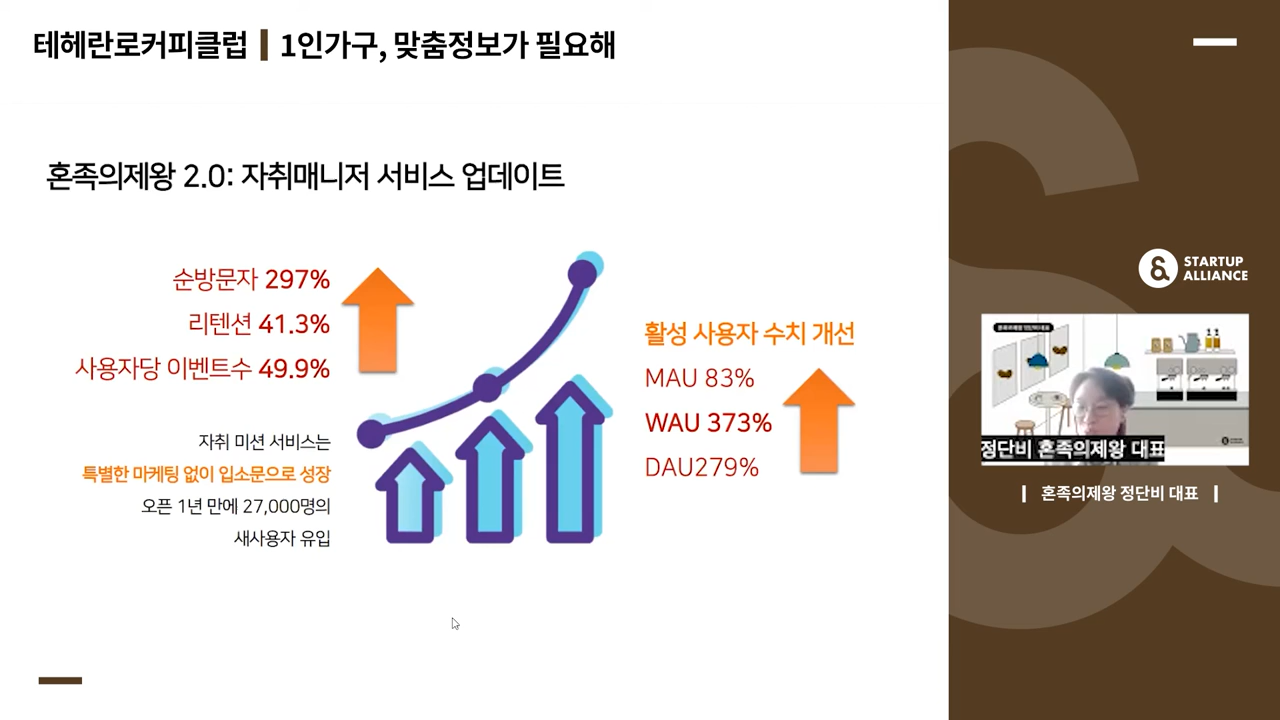 테헤란로커피클럽 | 1인가구, 맞춤정보가 필요해
혼족의제왕 2.0: 자취매니저 서비스 업데이트
순방문자 297%
리텐션 41.3%
사용자당 이벤트수 49.9%
자취 미션 서비스는
특별한 마케팅 없이 입소문으로 성장
오픈 1년 만에 27,000명의
새사용자 유입
활성 사용자 수치 개선
MAU 83%
WAU 373%
DAU279%
STARTUP
ALLIANCE
정단비 혼족의제왕 대표
| 혼족의제왕 정단비 대표 |